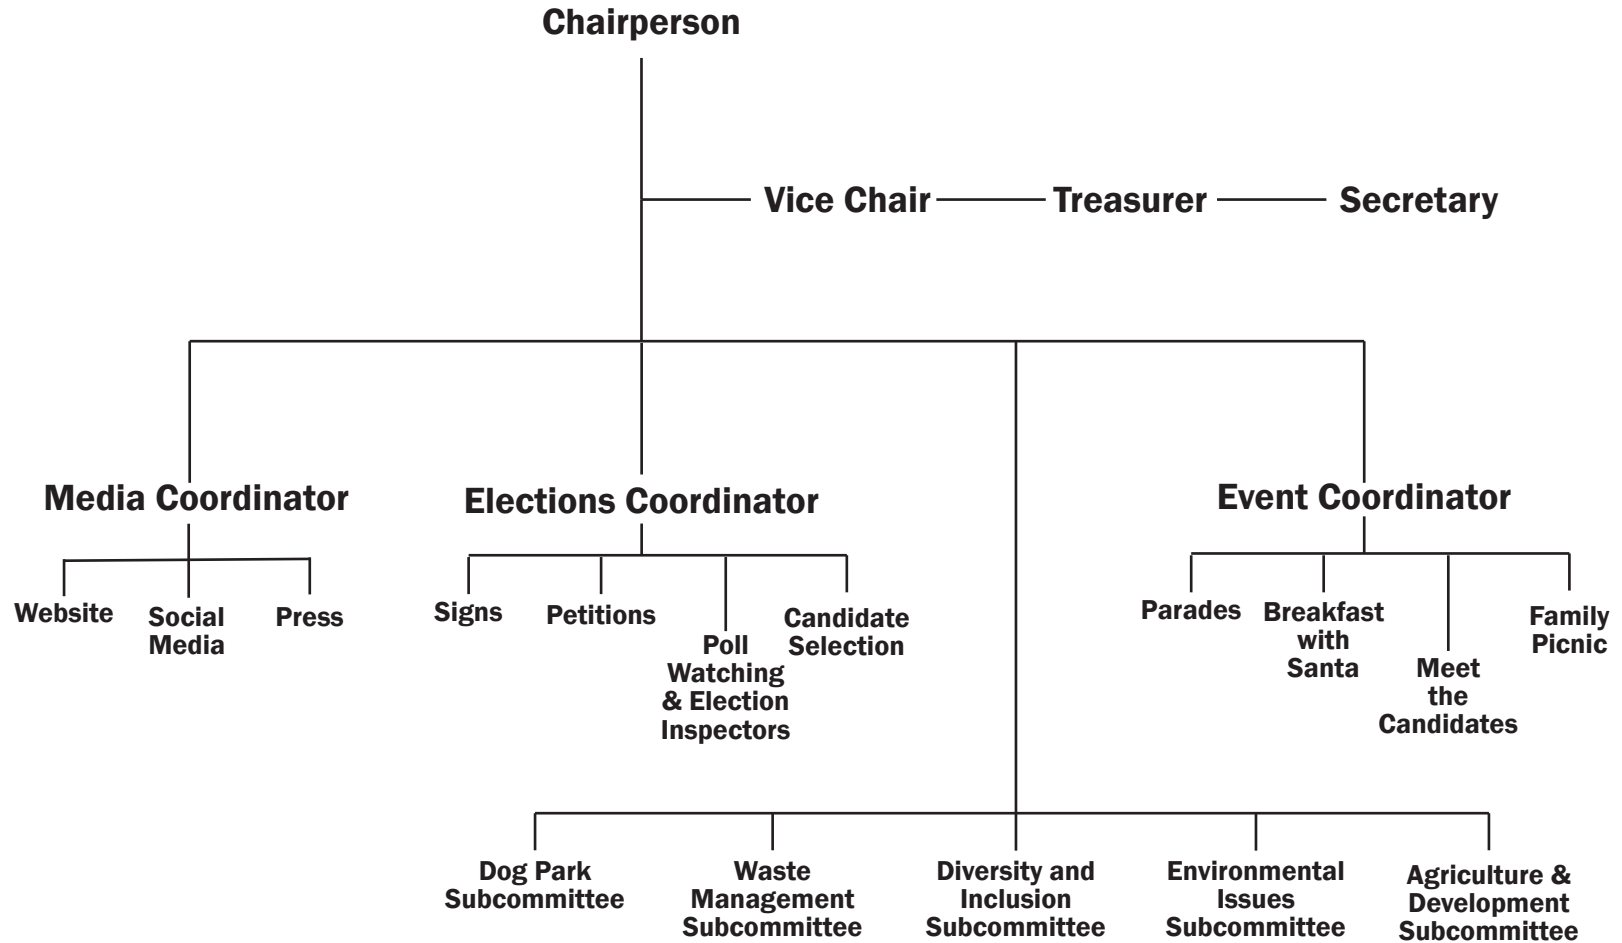 Chairperson
Vice Chair
Treasurer
Secretary
Media Coordinator
Elections Coordinator
Event Coordinator
Website
Social
Media
Press
Signs
Petitions
Poll
Watching
& Election
Inspectors
Candidate
Selection
Parades
Breakfast
with
Santa
Meet
the
Candidates
Family
Picnic
Dog Park
Subcommittee
Waste
Management
Subcommittee
Diversity and
Inclusion
Subcommittee
Environmental
Issues
Subcommittee
Agriculture &
Development
Subcommittee